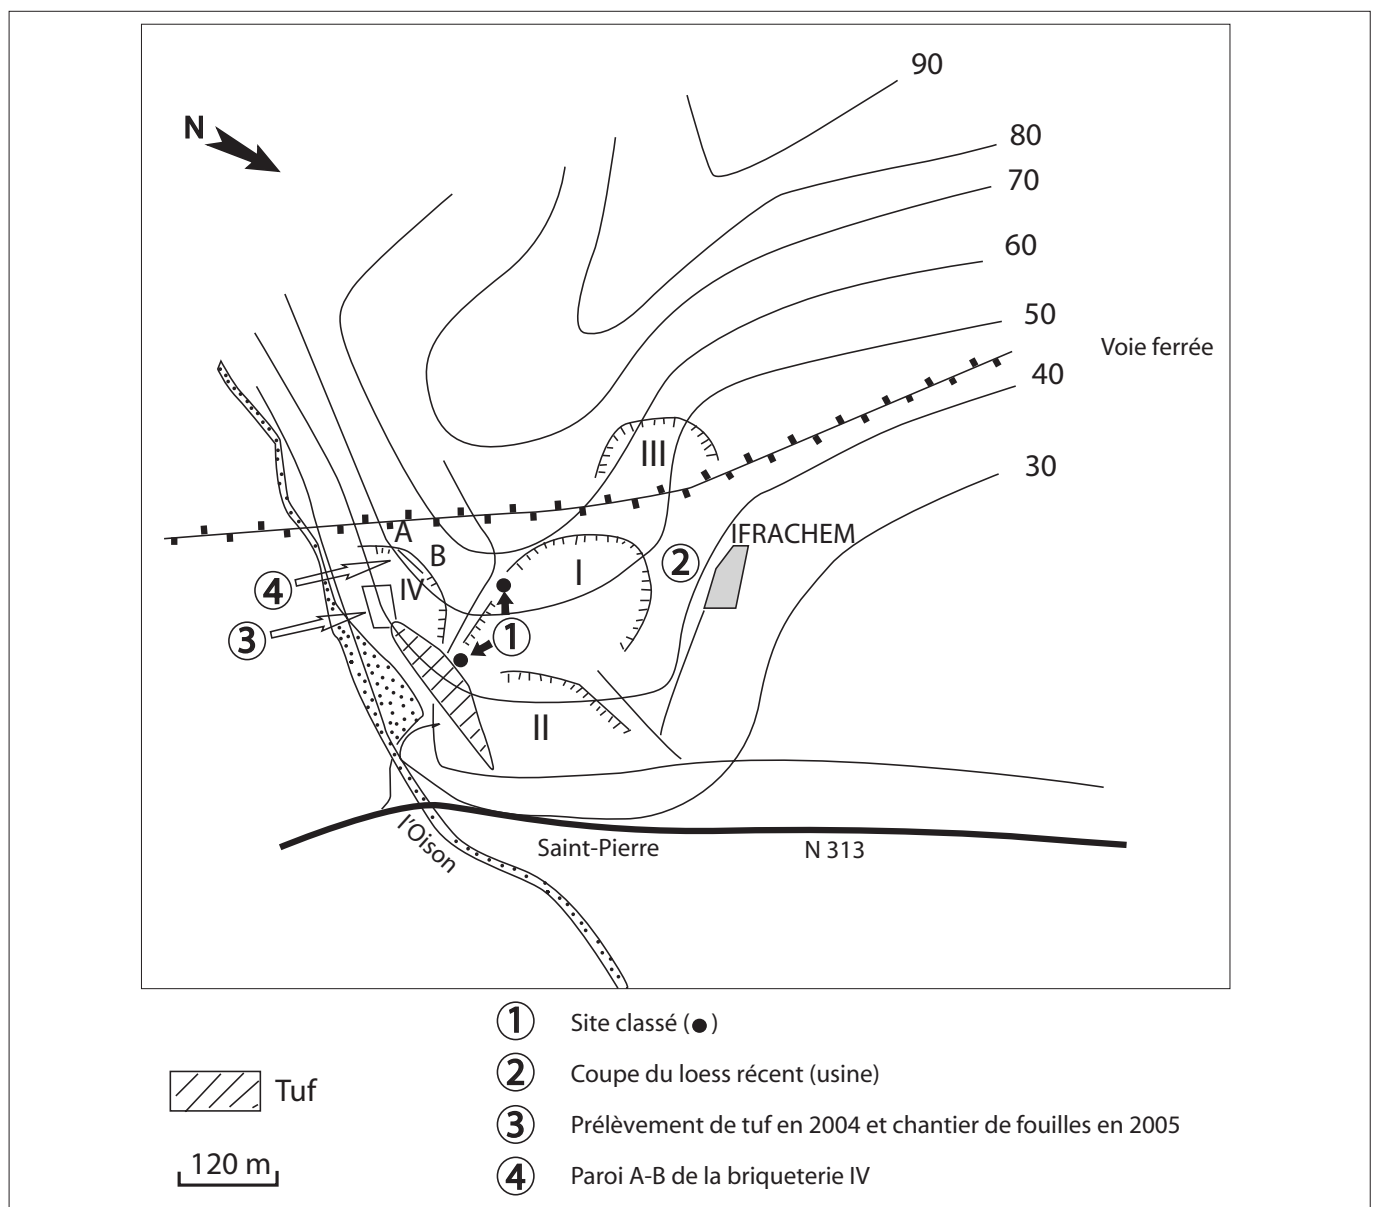 90
N
80
70
60
50
Voie ferrée
40
III
30
A
IFRACHEM
B
2
I
4
IV
3
1
II
l'Oison
Saint-Pierre
N 313
1 Site classé (●)
2 Coupe du loess récent (usine)
Tuf
3 Prélèvement de tuf en 2004 et chantier de fouilles en 2005
120 m
4 Paroi A-B de la briqueterie IV